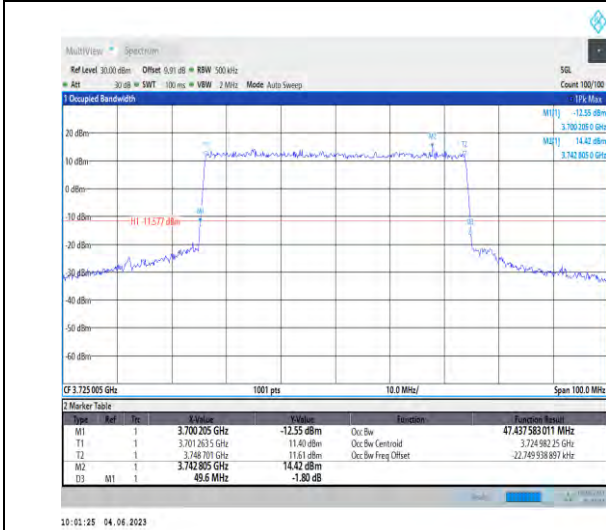 MultiView Spectrum
Ref Level 30.00 dBm Offset 9.91 dB RBW 500 kHz SGL
Att 30 dB SWT 100 ms VBW 2 MHz Mode Auto Sweep Count 100/100
1 Occupied Bandwidth 1Pk Max
M1[1] -12.55 dBm
3.700 205 0 GHz
M2[1] 14.42 dBm
3.742 805 0 GHz
20 dBm
10 dBm
0 dBm
-10 dBm
H1 -11.577 dBm
-20 dBm
-30 dBm
-40 dBm
-50 dBm
-60 dBm
T1 M2 T2
M1
CF 3.725 005 GHz 1001 pts 10.0 MHz/ Span 100.0 MHz
2 Marker Table
Type Ref Trc X-Value Y-Value Function Function Result
M1 1 3.700 205 GHz -12.55 dBm Occ Bw 47.437 583 011 MHz
T1 1 3.701 263 5 GHz 11.40 dBm Occ Bw Centroid 3.724 982 25 GHz
T2 1 3.748 701 GHz 11.61 dBm Occ Bw Freq Offset -22.749 938 897 kHz
M2 1 3.742 805 GHz 14.42 dBm
D3 M1 1 49.6 MHz -1.80 dB
Ready
10:01:25 04.06.2023